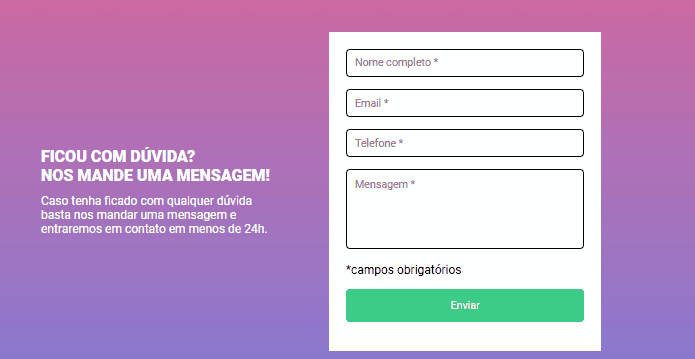 FICOU COM DÚVIDA?
NOS MANDE UMA MENSAGEM!
Caso tenha ficado com qualquer dúvida
basta nos mandar uma mensagem e
entraremos em contato em menos de 24h.
Nome completo *
Email *
Telefone *
Mensagem *
*campos obrigatórios
Enviar